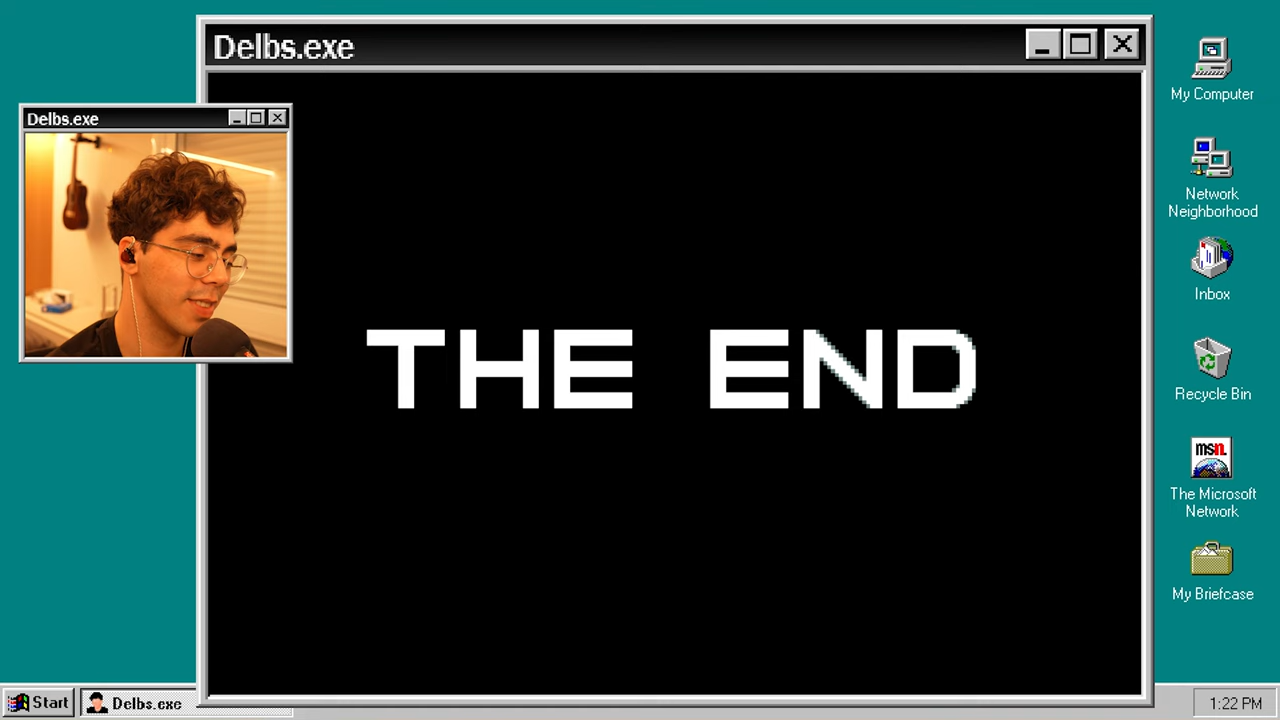 Delbs.exe
Delbs.exe
THE END
My Computer
Network
Neighborhood
Inbox
Recycle Bin
msn.
The Microsoft
Network
My Briefcase
Start
Delbs.exe
1:22 PM